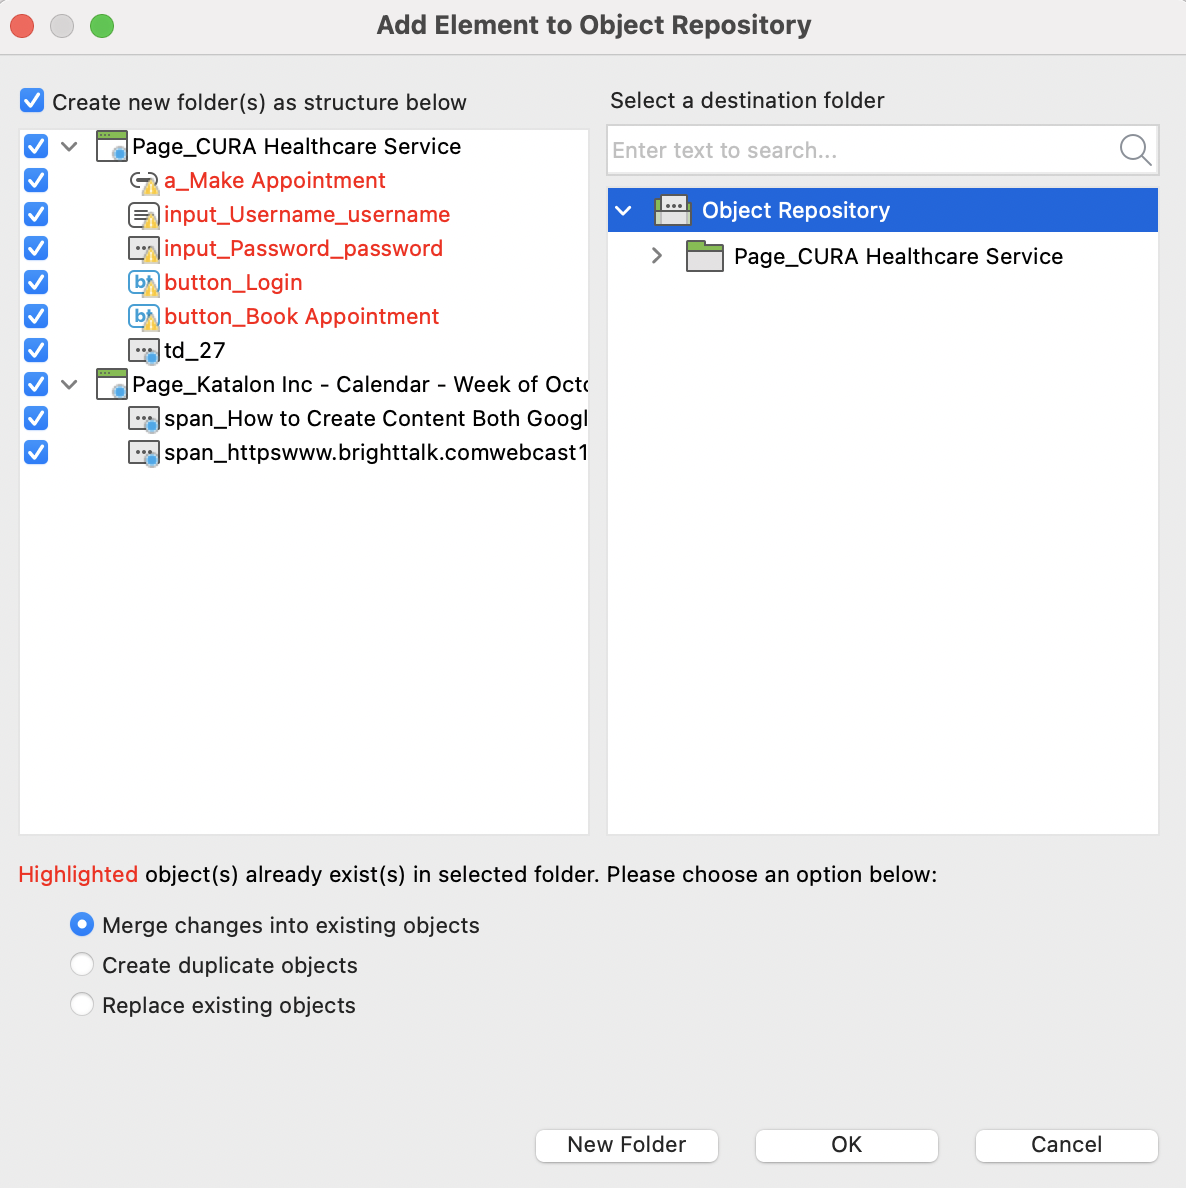 Add Element to Object Repository
Create new folder(s) as structure below
Page_CURA Healthcare Service
a_Make Appointment
input_Username_username
input_Password_password
button_Login
button_Book Appointment
td_27
Page_Katalon Inc - Calendar - Week of Octo
span_How to Create Content Both Googl
span_httpswww.brighttalk.comwebcast1
Select a destination folder
Enter text to search...
Object Repository
Page_CURA Healthcare Service
Highlighted object(s) already exist(s) in selected folder. Please choose an option below:
Merge changes into existing objects
Create duplicate objects
Replace existing objects
New Folder
OK
Cancel